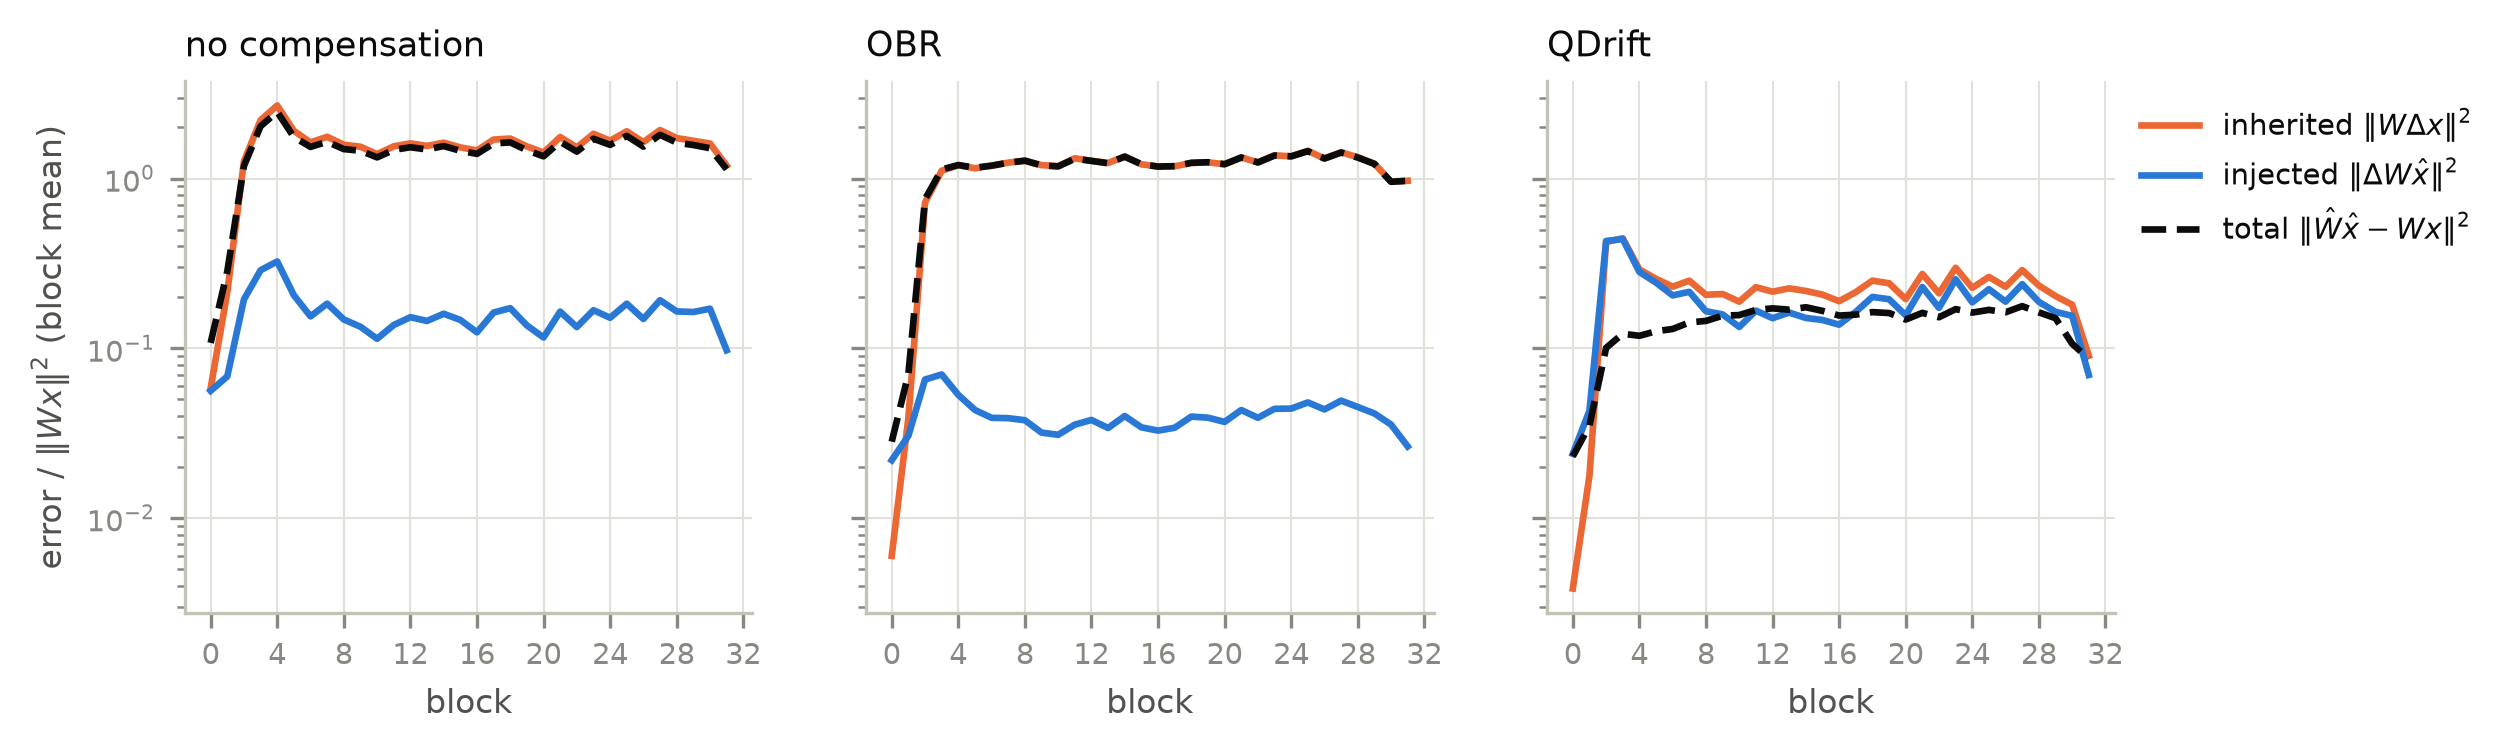 no compensation
OBR
QDrift
error / ‖Wx‖² (block mean)
10⁰
10⁻¹
10⁻²
0 4 8 12 16 20 24 28 32
0 4 8 12 16 20 24 28 32
0 4 8 12 16 20 24 28 32
block
block
block
inherited ‖WΔx‖²
injected ‖ΔWx̂‖²
total ‖Ŵx̂ − Wx‖²